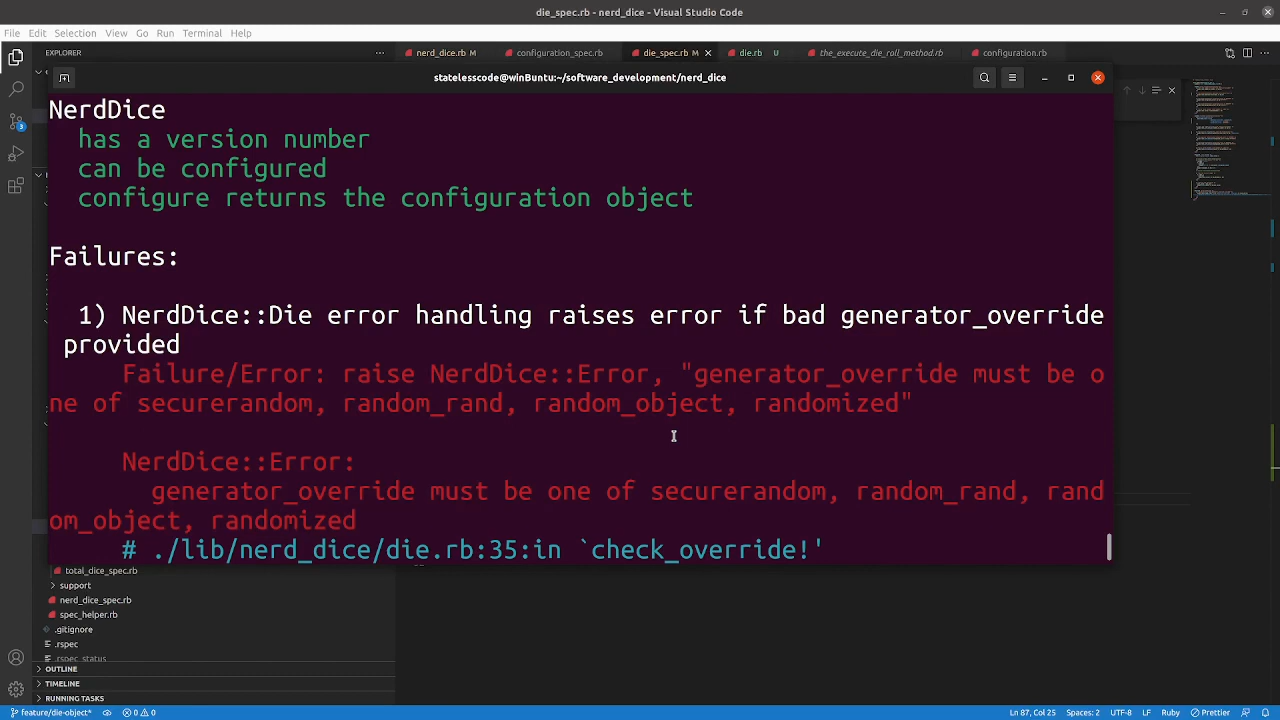 die_spec.rb - nerd_dice - Visual Studio Code
File Edit Selection View Go Run Terminal Help
EXPLORER
nerd_dice.rb M
configuration_spec.rb
die_spec.rb M
die.rb U
the_execute_die_roll_method.rb
configuration.rb
statelesscode@winBuntu:~/software_development/nerd_dice
NerdDice
has a version number
can be configured
configure returns the configuration object
Failures:
1) NerdDice::Die error handling raises error if bad generator_override
provided
Failure/Error: raise NerdDice::Error, "generator_override must be o
ne of securerandom, random_rand, random_object, randomized"
NerdDice::Error:
generator_override must be one of securerandom, random_rand, rand
om_object, randomized
# ./lib/nerd_dice/die.rb:35:in `check_override!'
total_dice_spec.rb
support
nerd_dice_spec.rb
spec_helper.rb
.gitignore
.rspec
.rspec_status
OUTLINE
TIMELINE
RUNNING TASKS
3
feature/die-object* 0 0 Ln 87, Col 25 Spaces: 2 UTF-8 LF Ruby Prettier